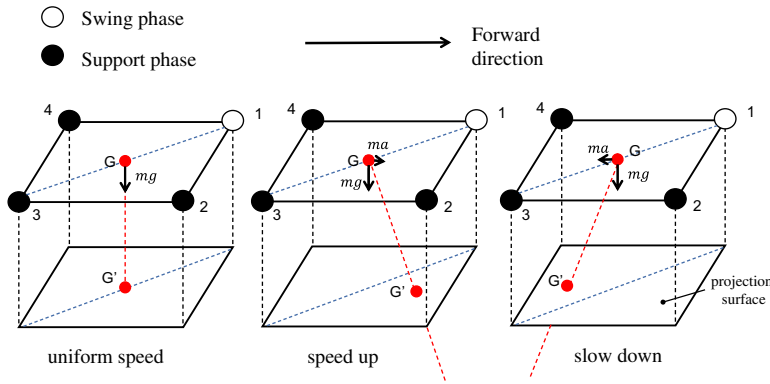 Swing phase
Support phase
Forward
direction
4
1
G
mg
3
2
G'
uniform speed
4
1
ma
G
mg
3
2
G'
speed up
4
1
ma
G
mg
3
2
G'
projection
surface
slow down